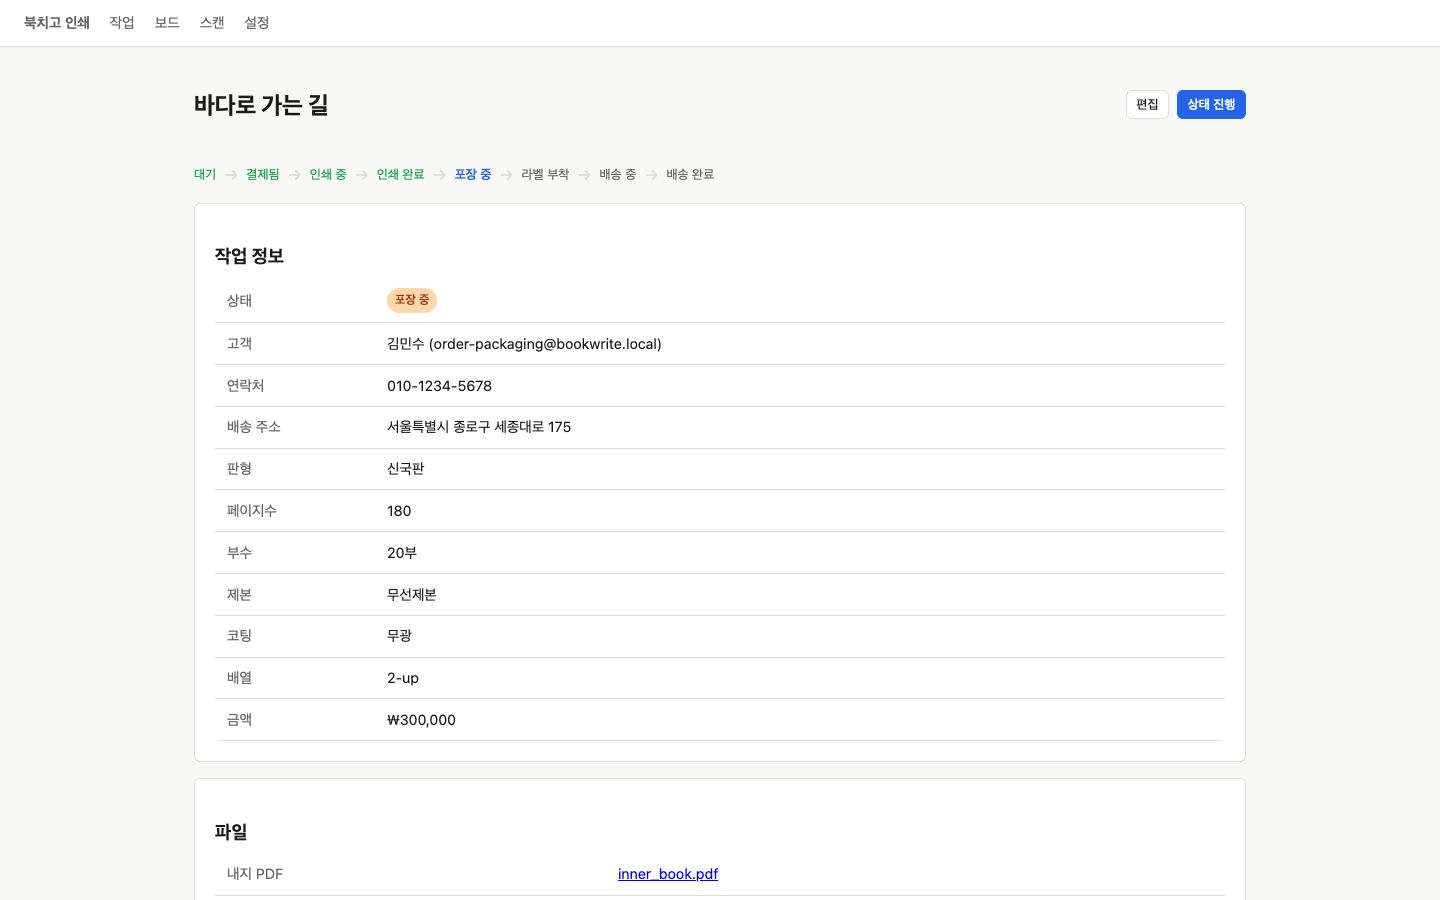 북치고 인쇄 작업 보드 스캔 설정
바다로 가는 길
편집 상태 진행
대기 → 결제됨 → 인쇄 중 → 인쇄 완료 → 포장 중 → 라벨 부착 → 배송 중 → 배송 완료
작업 정보
상태 포장 중
고객 김민수 (order-packaging@bookwrite.local)
연락처 010-1234-5678
배송 주소 서울특별시 종로구 세종대로 175
판형 신국판
페이지수 180
부수 20부
제본 무선제본
코팅 무광
배열 2-up
금액 ₩300,000
파일
내지 PDF inner_book.pdf